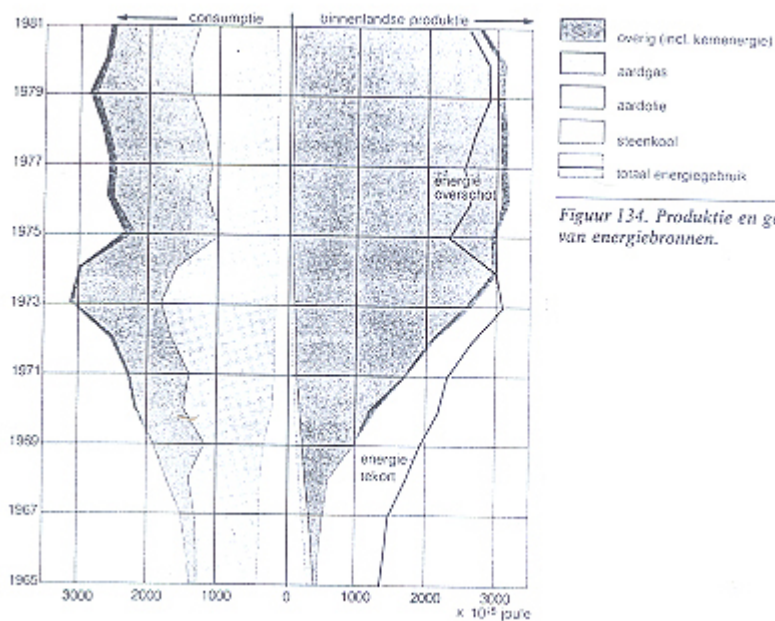 consumptie
binnenlandse produktie
1981
1979
1977
1975
1973
1971
1969
1967
1965
energie
overschot
energie
tekort
3000 2000 1000 0 1000 2000 3000
× 10¹⁵ joule
overig (incl. kernenergie)
aardgas
aardolie
steenkool
totaal energiegebruik
Figuur 134. Produktie en g
van energiebronnen.